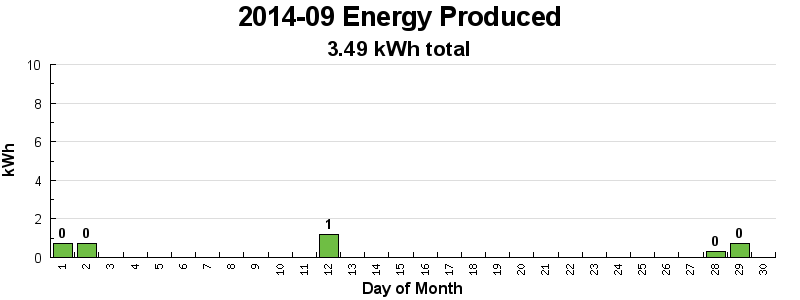 2014-09 Energy Produced
3.49 kWh total
10
8
6
4
2
0
kWh
0 0 1 0 0
1 2 3 4 5 6 7 8 9 10 11 12 13 14 15 16 17 18 19 20 21 22 23 24 25 26 27 28 29 30
Day of Month